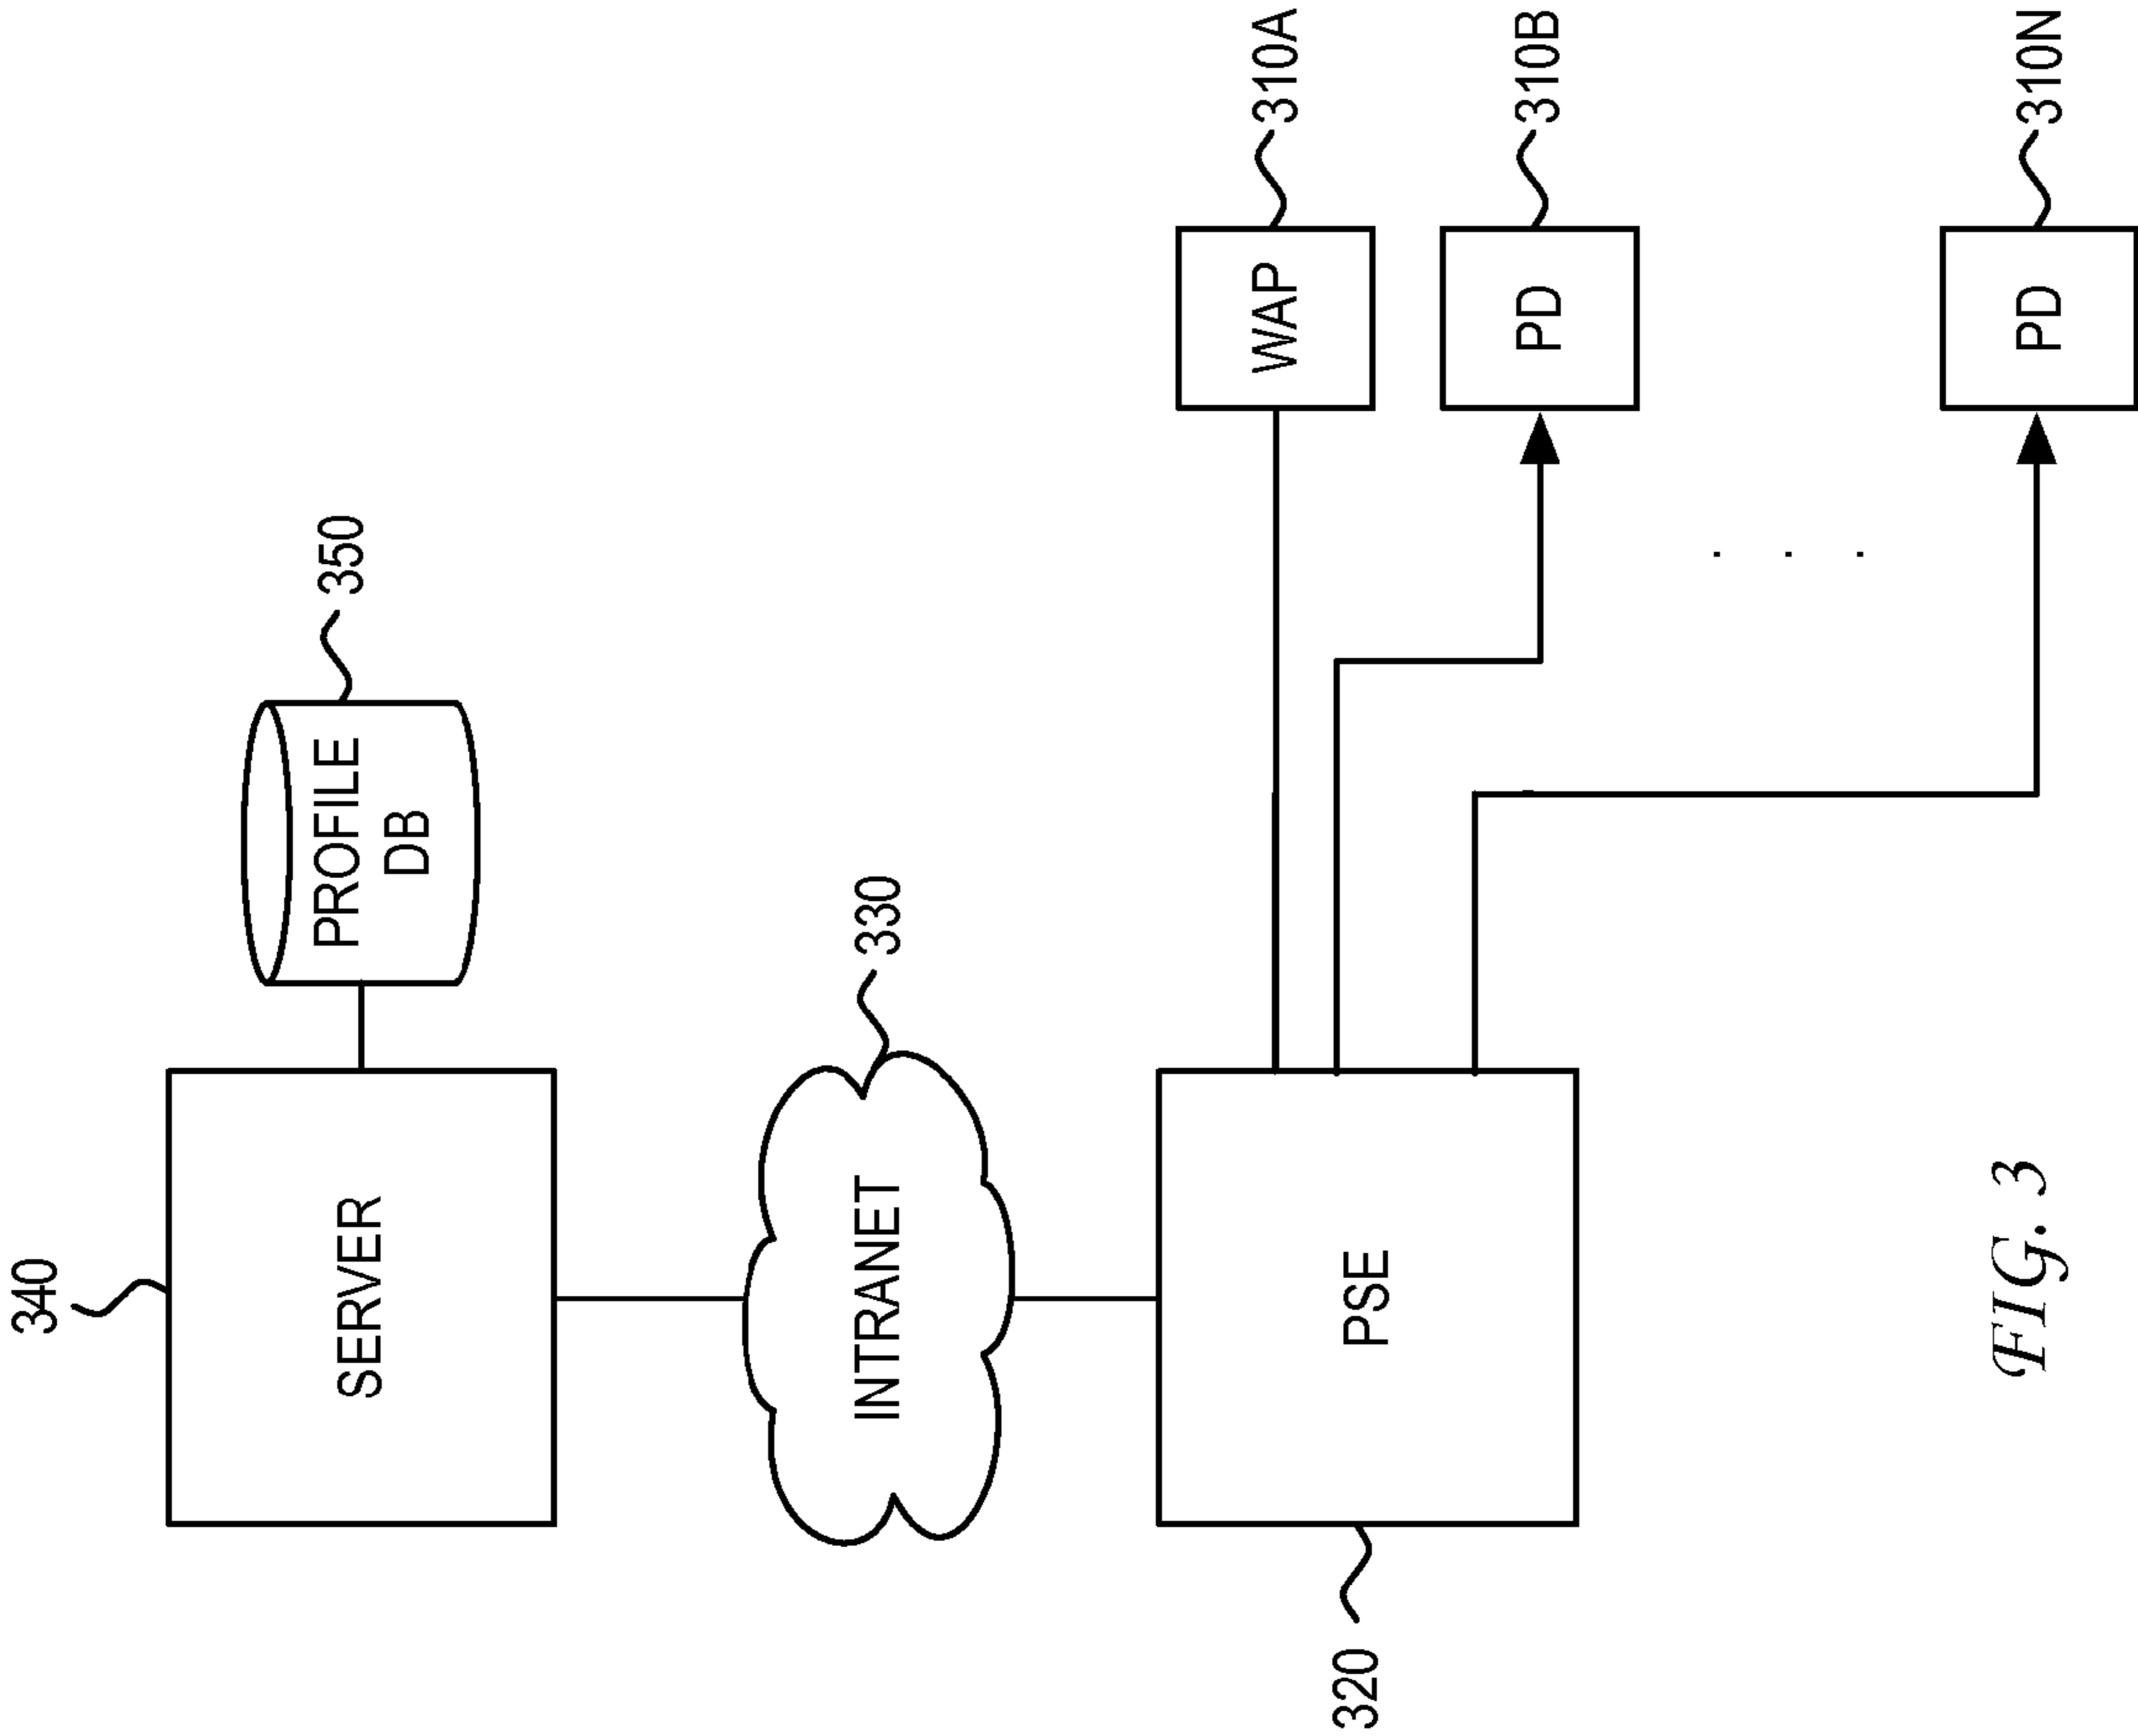 340
SERVER
PROFILE
DB
350
INTRANET
330
320
PSE
WAP
310A
PD
310B
. . .
PD
310N
FIG. 3